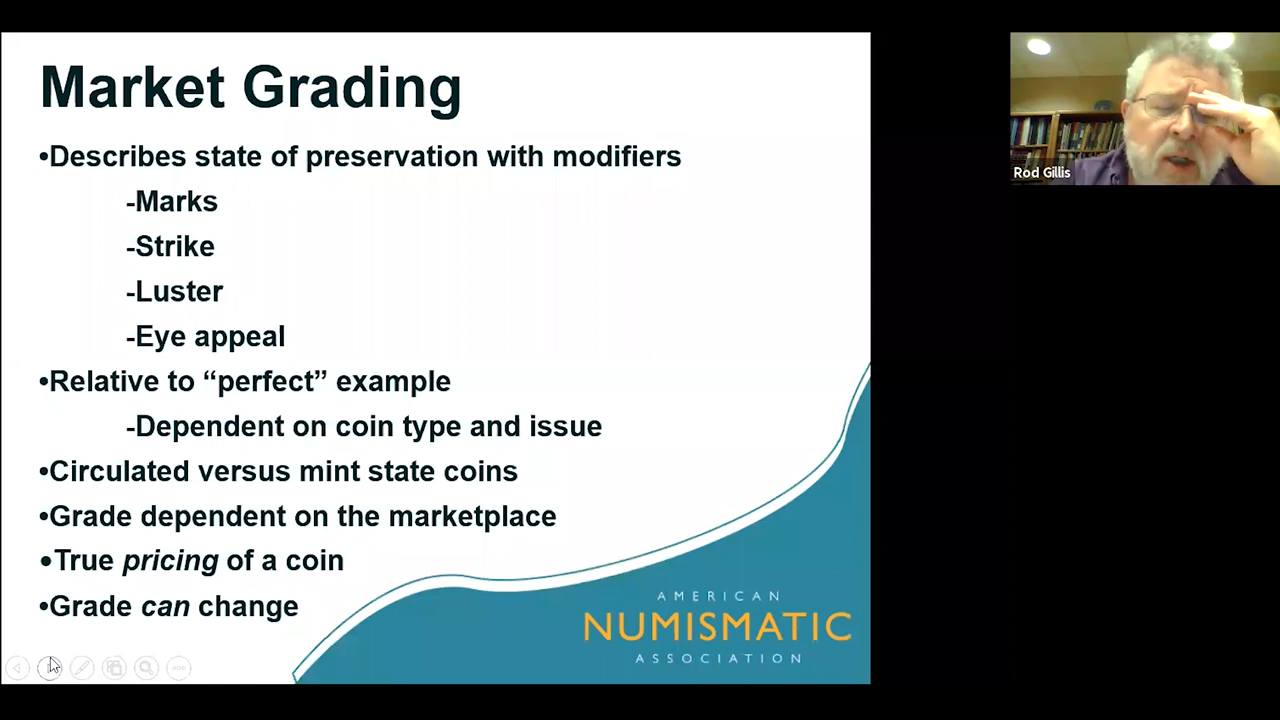 Market Grading
•Describes state of preservation with modifiers
-Marks
-Strike
-Luster
-Eye appeal
•Relative to “perfect” example
-Dependent on coin type and issue
•Circulated versus mint state coins
•Grade dependent on the marketplace
•True pricing of a coin
•Grade can change
AMERICAN
NUMISMATIC
ASSOCIATION
Rod Gillis